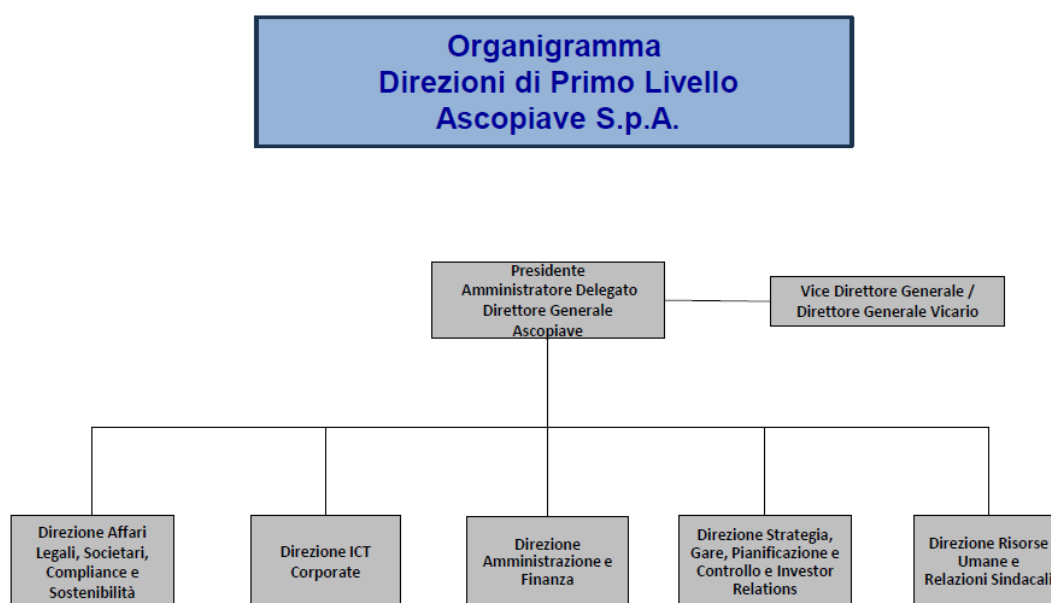 Organigramma
Direzioni di Primo Livello
Ascopiave S.p.A.
Presidente
Amministratore Delegato
Direttore Generale
Ascopiave
Vice Direttore Generale /
Direttore Generale Vicario
Direzione Affari
Legali, Societari,
Compliance e
Sostenibilità
Direzione ICT
Corporate
Direzione
Amministrazione e
Finanza
Direzione Strategia,
Gare, Pianificazione e
Controllo e Investor
Relations
Direzione Risorse
Umane e
Relazioni Sindacali